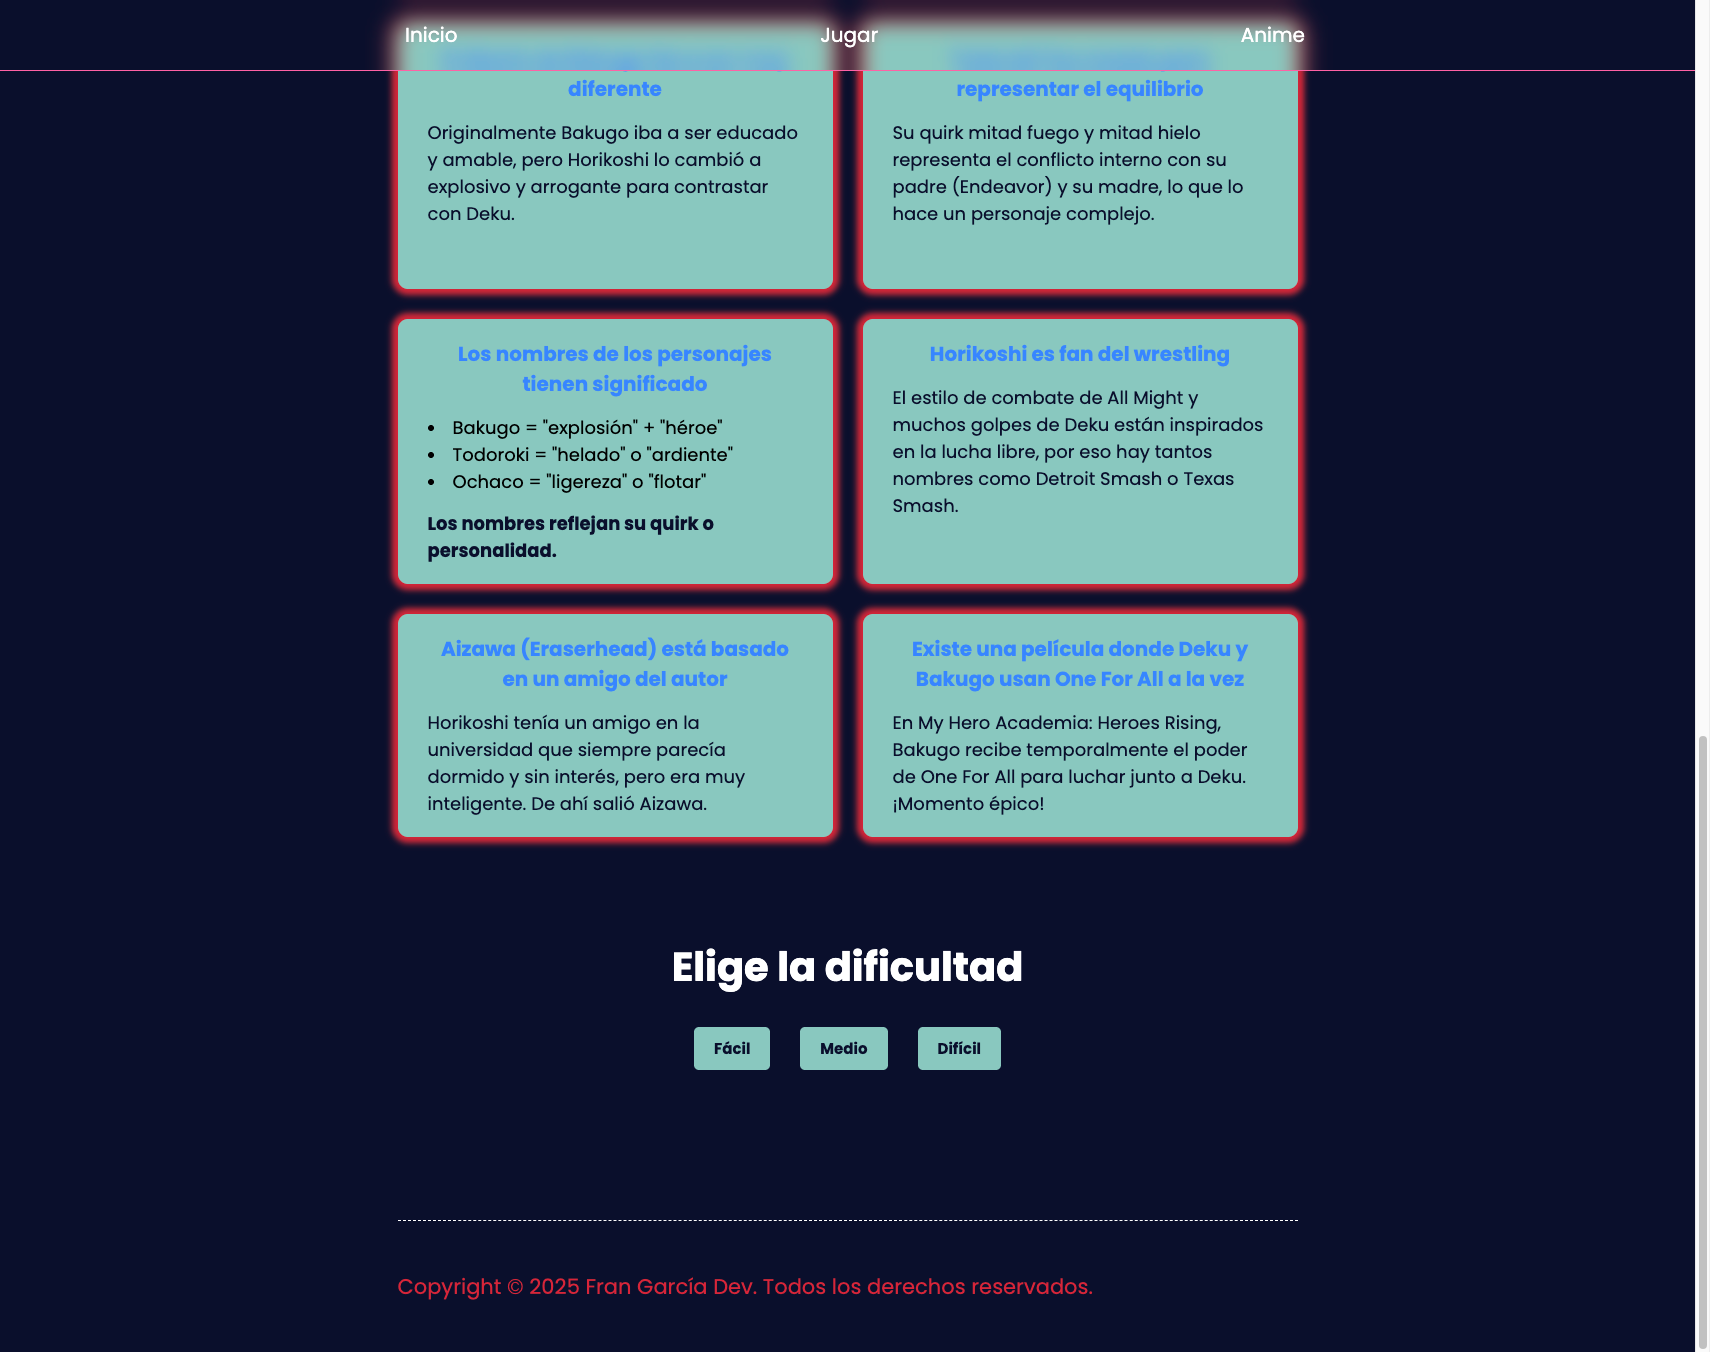 Inicio
Jugar
Anime
diferente
Originalmente Bakugo iba a ser educado
y amable, pero Horikoshi lo cambió a
explosivo y arrogante para contrastar
con Deku.
representar el equilibrio
Su quirk mitad fuego y mitad hielo
representa el conflicto interno con su
padre (Endeavor) y su madre, lo que lo
hace un personaje complejo.
Los nombres de los personajes
tienen significado
• Bakugo = "explosión" + "héroe"
• Todoroki = "helado" o "ardiente"
• Ochaco = "ligereza" o "flotar"
Los nombres reflejan su quirk o
personalidad.
Horikoshi es fan del wrestling
El estilo de combate de All Might y
muchos golpes de Deku están inspirados
en la lucha libre, por eso hay tantos
nombres como Detroit Smash o Texas
Smash.
Aizawa (Eraserhead) está basado
en un amigo del autor
Horikoshi tenía un amigo en la
universidad que siempre parecía
dormido y sin interés, pero era muy
inteligente. De ahí salió Aizawa.
Existe una película donde Deku y
Bakugo usan One For All a la vez
En My Hero Academia: Heroes Rising,
Bakugo recibe temporalmente el poder
de One For All para luchar junto a Deku.
¡Momento épico!
Elige la dificultad
Fácil
Medio
Difícil
Copyright © 2025 Fran García Dev. Todos los derechos reservados.